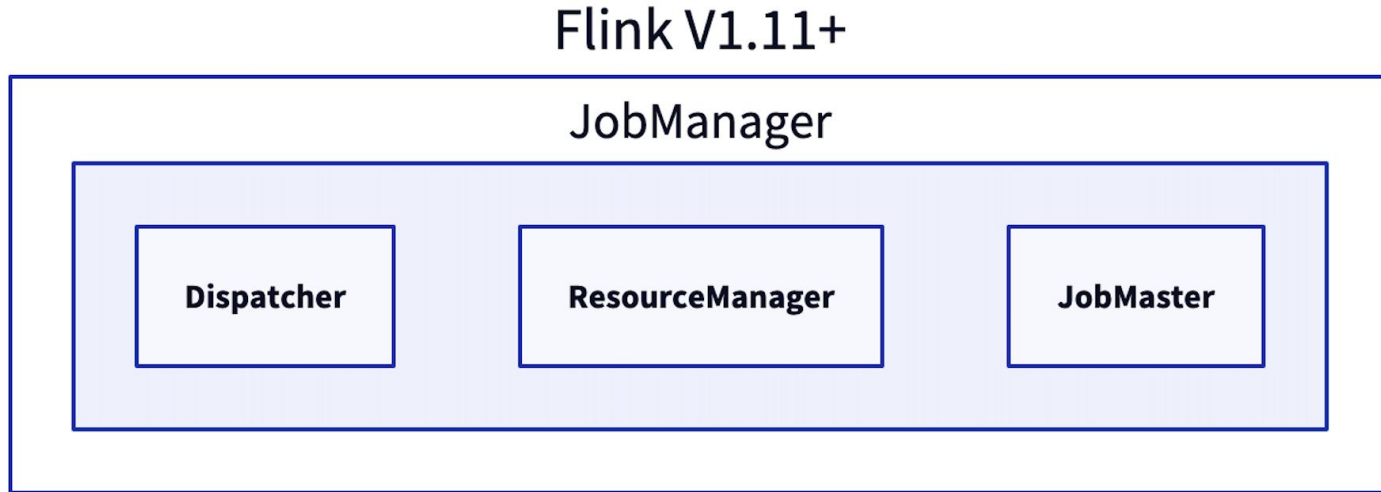 Flink V1.11+
JobManager
Dispatcher
ResourceManager
JobMaster